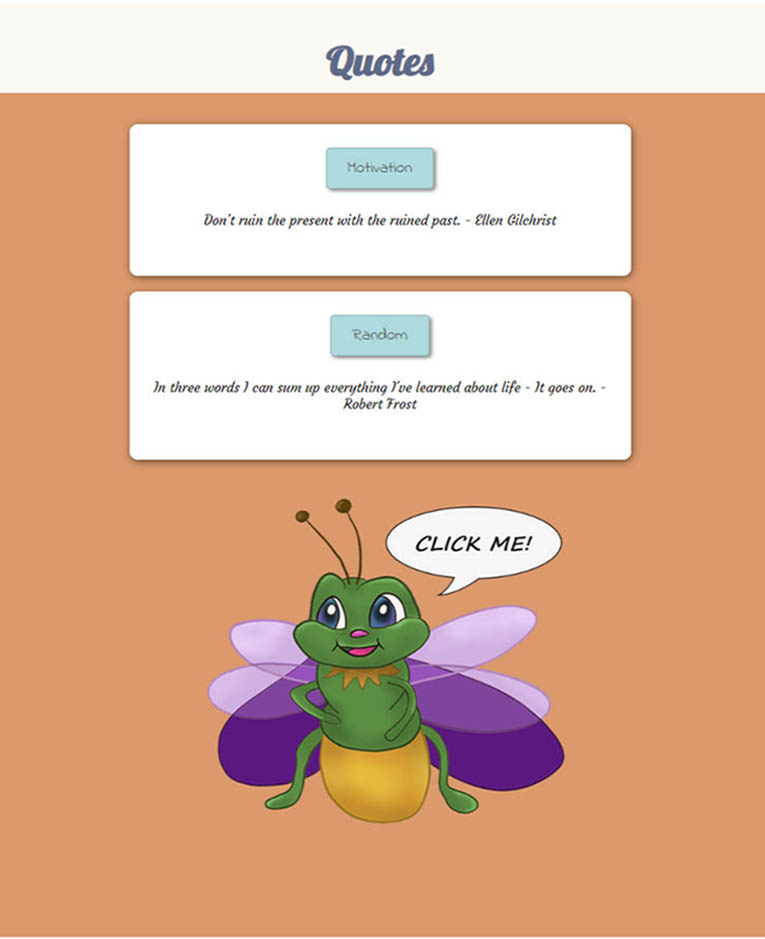 Quotes
Motivation
Don't ruin the present with the ruined past. - Ellen Gilchrist
Random
In three words I can sum up everything I've learned about life - It goes on. -
Robert Frost
CLICK ME!